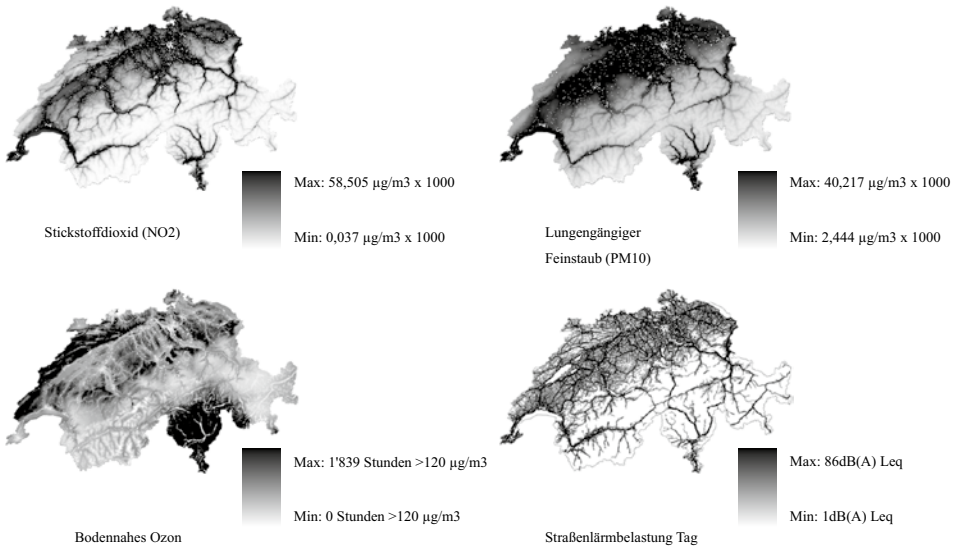 Max: 58,505 µg/m3 x 1000
Min: 0,037 µg/m3 x 1000
Stickstoffdioxid (NO2)
Max: 40,217 µg/m3 x 1000
Min: 2,444 µg/m3 x 1000
Lungengängiger
Feinstaub (PM10)
Max: 1'839 Stunden >120 µg/m3
Min: 0 Stunden >120 µg/m3
Bodennahes Ozon
Max: 86dB(A) Leq
Min: 1dB(A) Leq
Straßenlärmbelastung Tag